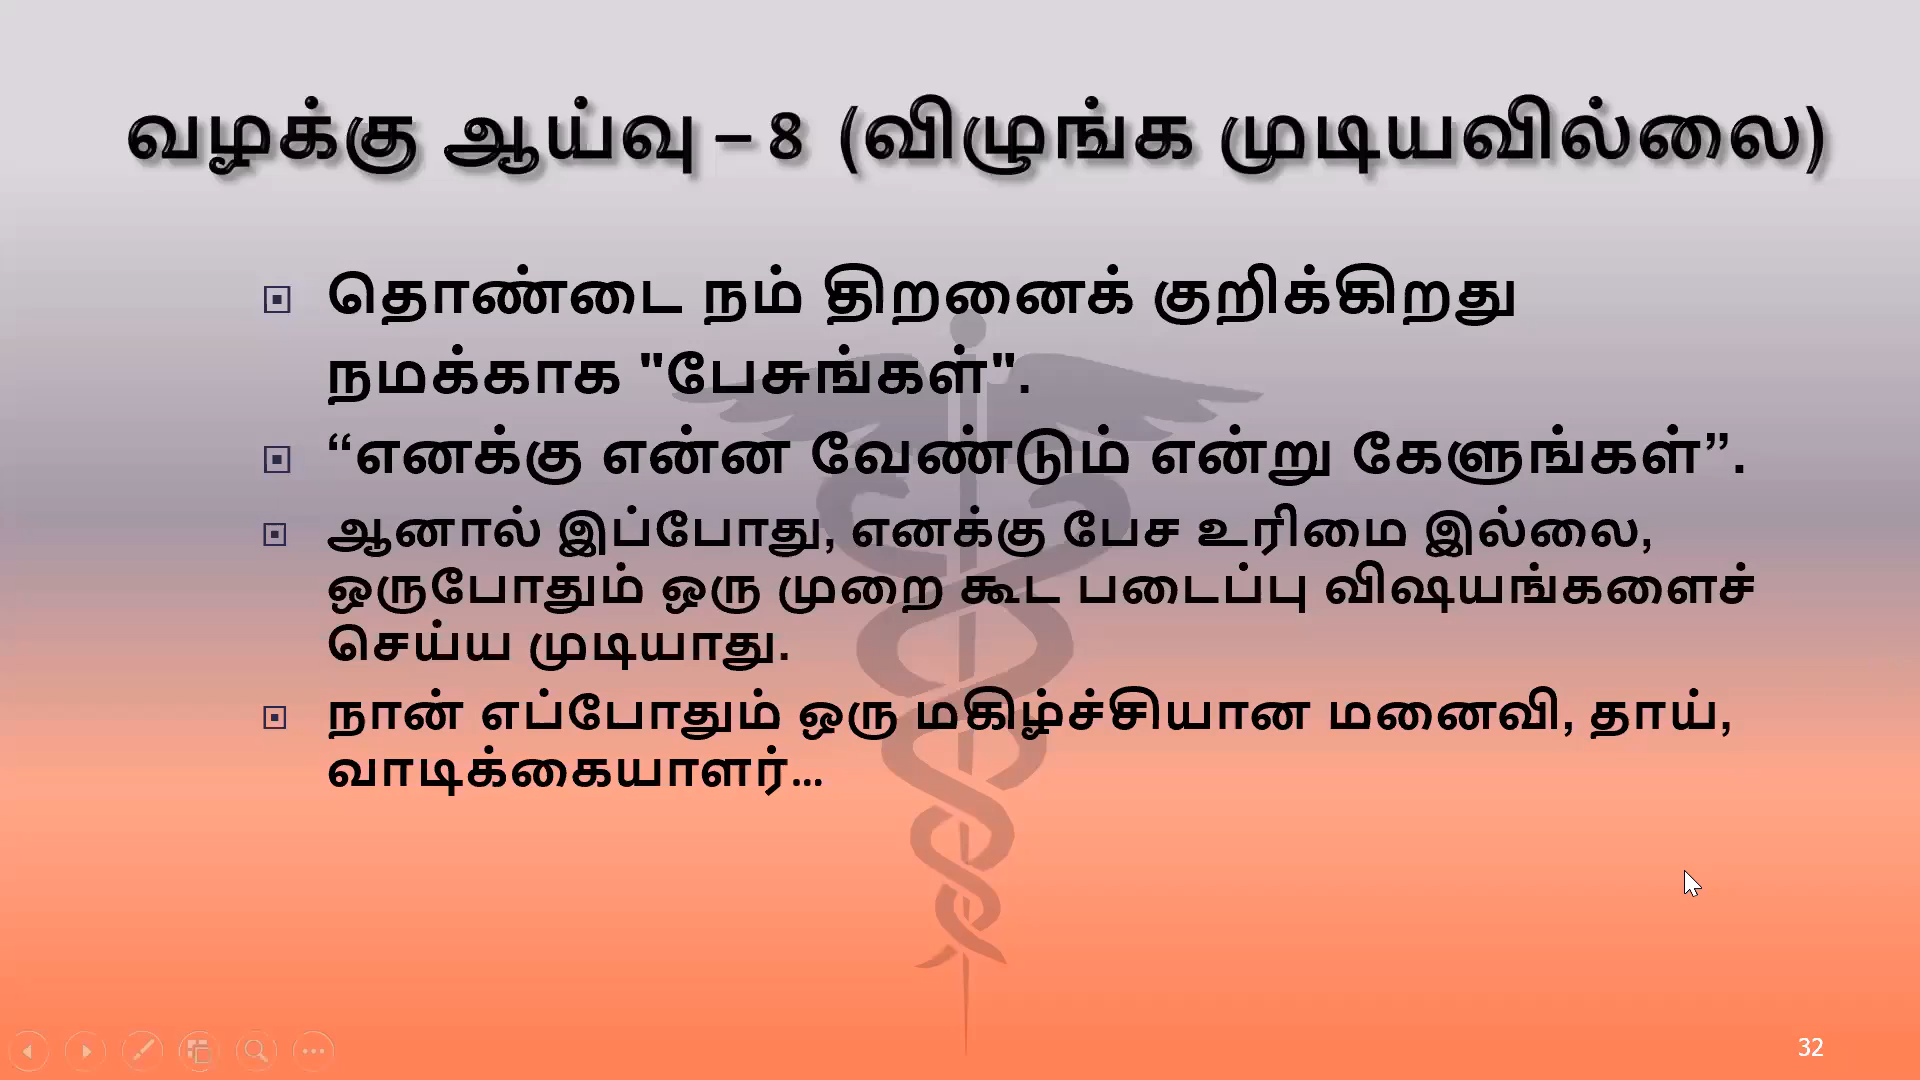 வழக்கு ஆய்வு – 8 (விழுங்க முடியவில்லை)
தொண்டை நம் திறனைக் குறிக்கிறது
நமக்காக "பேசுங்கள்".
“எனக்கு என்ன வேண்டும் என்று கேளுங்கள்”.
ஆனால் இப்போது, எனக்கு பேச உரிமை இல்லை,
ஒருபோதும் ஒரு முறை கூட படைப்பு விஷயங்களைச்
செய்ய முடியாது.
நான் எப்போதும் ஒரு மகிழ்ச்சியான மனைவி, தாய்,
வாடிக்கையாளர்...
32